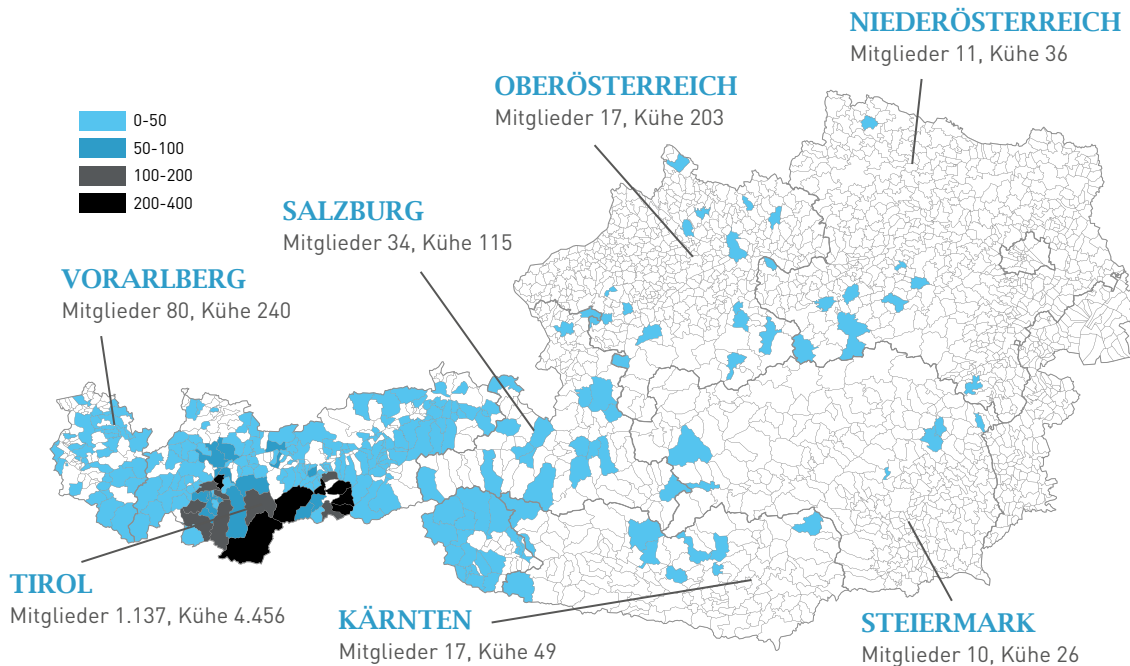 NIEDERÖSTERREICH
Mitglieder 11, Kühe 36
OBERÖSTERREICH
Mitglieder 17, Kühe 203
0-50
50-100
100-200
200-400
SALZBURG
Mitglieder 34, Kühe 115
VORARLBERG
Mitglieder 80, Kühe 240
TIROL
Mitglieder 1.137, Kühe 4.456
KÄRNTEN
Mitglieder 17, Kühe 49
STEIERMARK
Mitglieder 10, Kühe 26